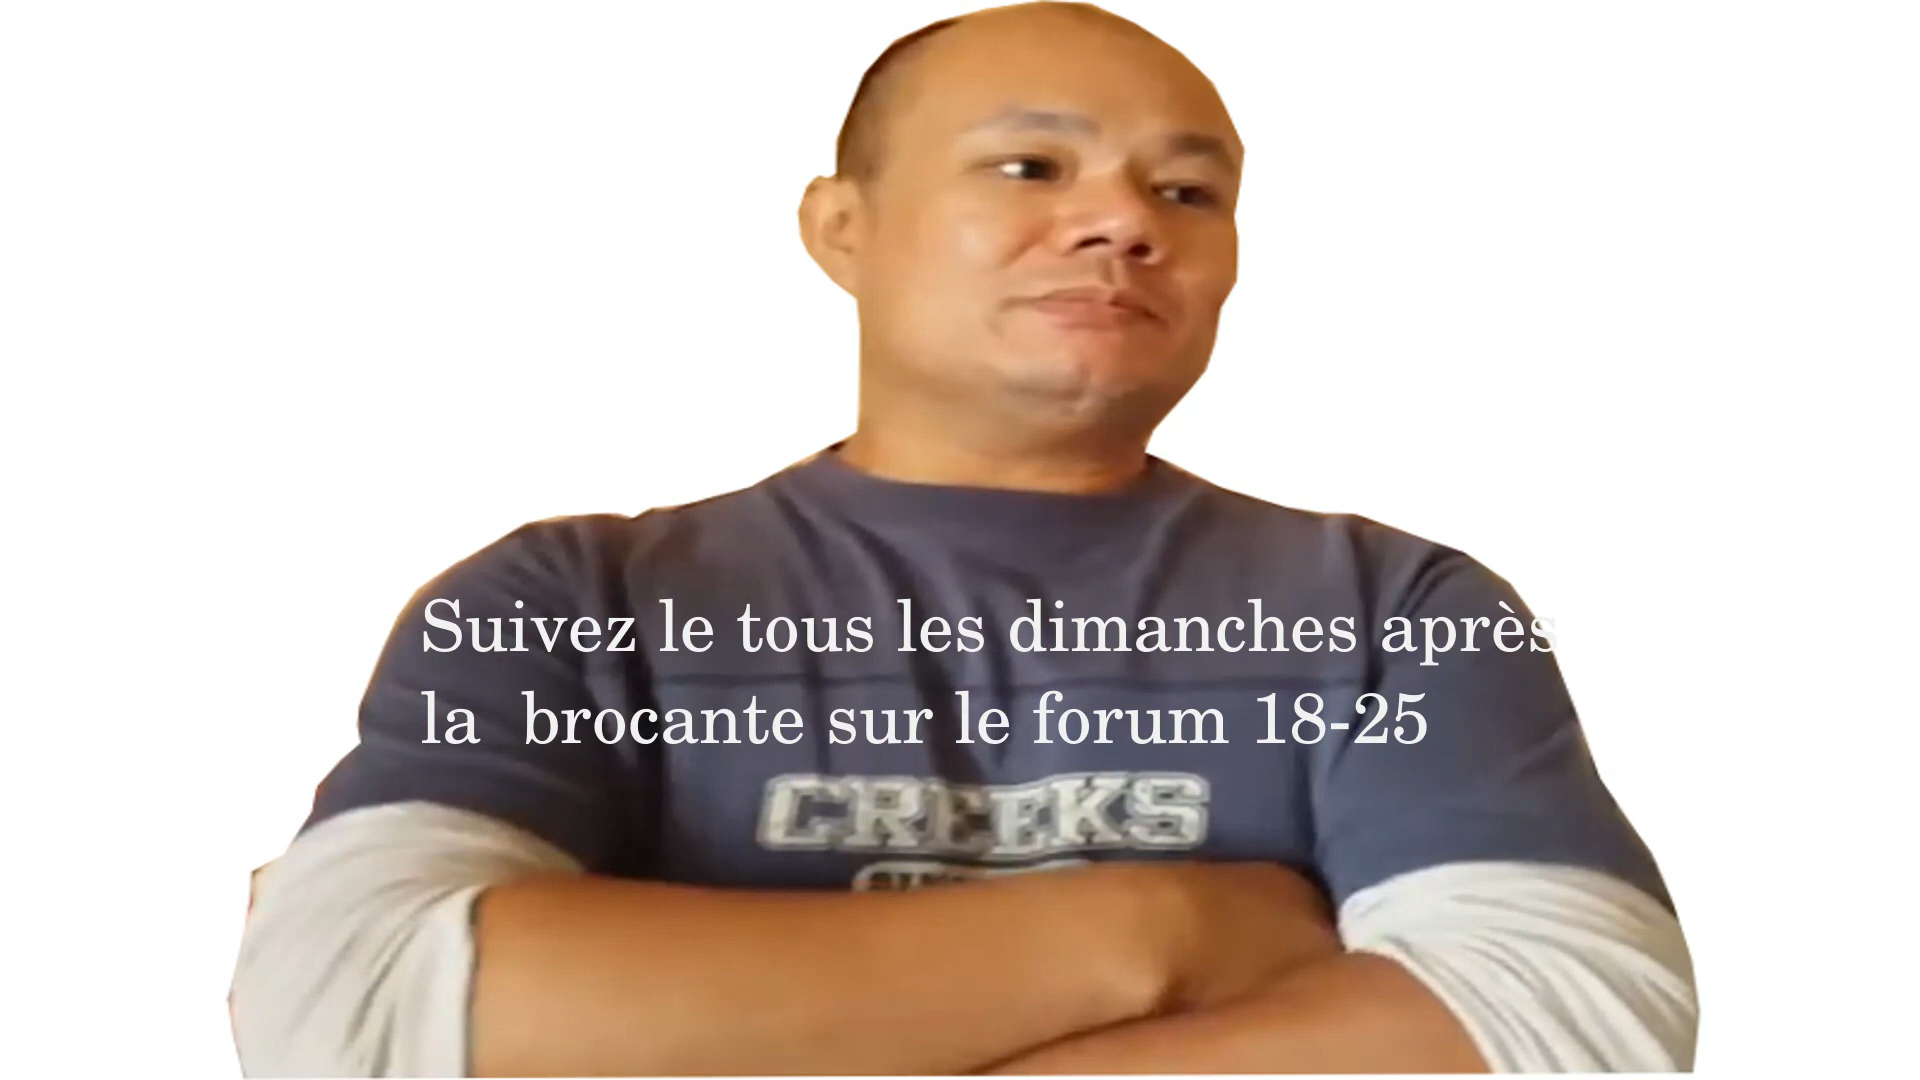 Suivez le tous les dimanches après
la  brocante sur le forum 18-25
CREEKS